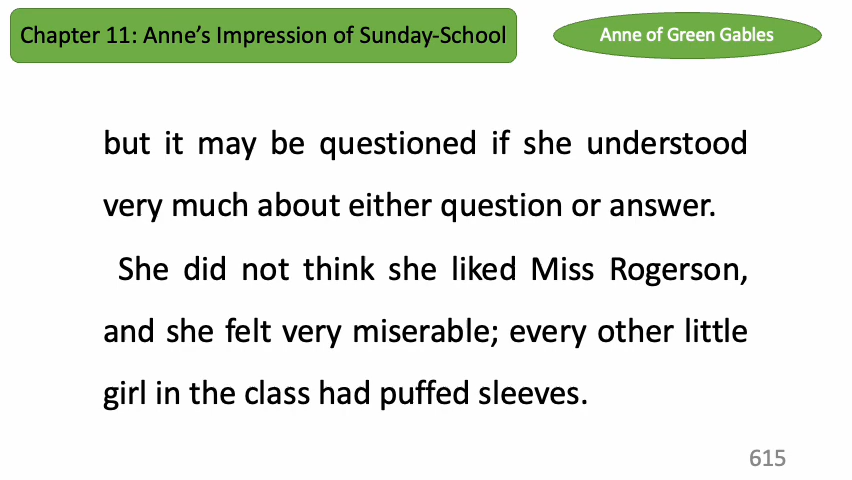 Chapter 11: Anne’s Impression of Sunday-School
Anne of Green Gables
but it may be questioned if she understood
very much about either question or answer.
She did not think she liked Miss Rogerson,
and she felt very miserable; every other little
girl in the class had puffed sleeves.
615